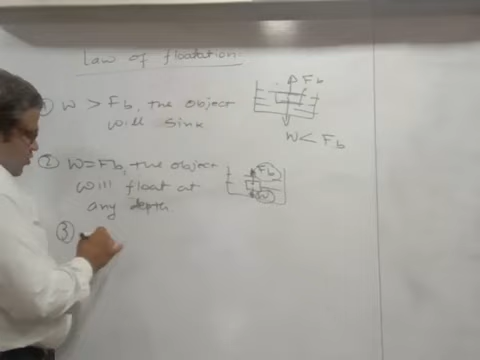 Law of floatation:
① W > Fb, the object
will sink
Fb
W < Fb
② W = Fb, the object
will float at
any depth
Fb
W
③